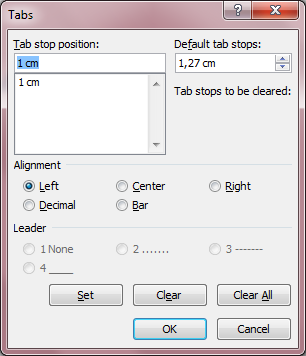 Tabs
Tab stop position:
Default tab stops:
1 cm
1,27 cm
1 cm
Tab stops to be cleared:
Alignment
Left
Center
Right
Decimal
Bar
Leader
1 None
2 .......
3 -------
4 ____
Set
Clear
Clear All
OK
Cancel